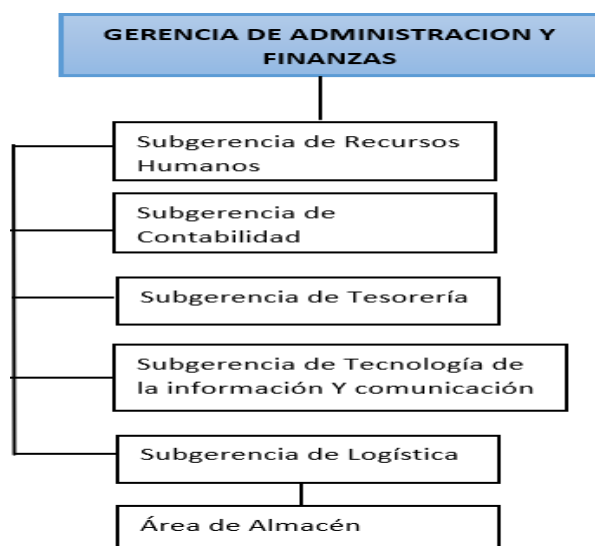 GERENCIA DE ADMINISTRACION Y
FINANZAS
Subgerencia de Recursos
Humanos
Subgerencia de
Contabilidad
Subgerencia de Tesorería
Subgerencia de Tecnología de
la información Y comunicación
Subgerencia de Logística
Área de Almacén